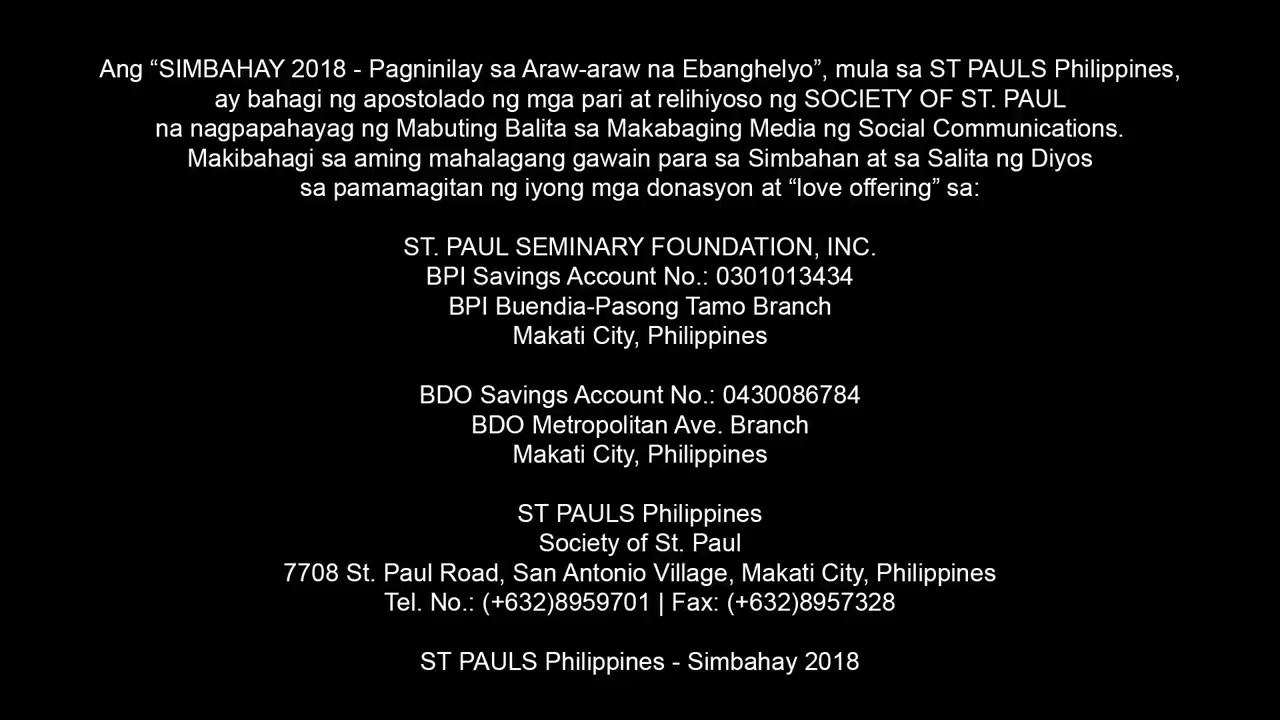 Ang “SIMBAHAY 2018 - Pagninilay sa Araw-araw na Ebanghelyo”, mula sa ST PAULS Philippines,
ay bahagi ng apostolado ng mga pari at relihiyoso ng SOCIETY OF ST. PAUL
na nagpapahayag ng Mabuting Balita sa Makabaging Media ng Social Communications.
Makibahagi sa aming mahalagang gawain para sa Simbahan at sa Salita ng Diyos
sa pamamagitan ng iyong mga donasyon at “love offering” sa:
ST. PAUL SEMINARY FOUNDATION, INC.
BPI Savings Account No.: 0301013434
BPI Buendia-Pasong Tamo Branch
Makati City, Philippines
BDO Savings Account No.: 0430086784
BDO Metropolitan Ave. Branch
Makati City, Philippines
ST PAULS Philippines
Society of St. Paul
7708 St. Paul Road, San Antonio Village, Makati City, Philippines
Tel. No.: (+632)8959701 | Fax: (+632)8957328
ST PAULS Philippines - Simbahay 2018